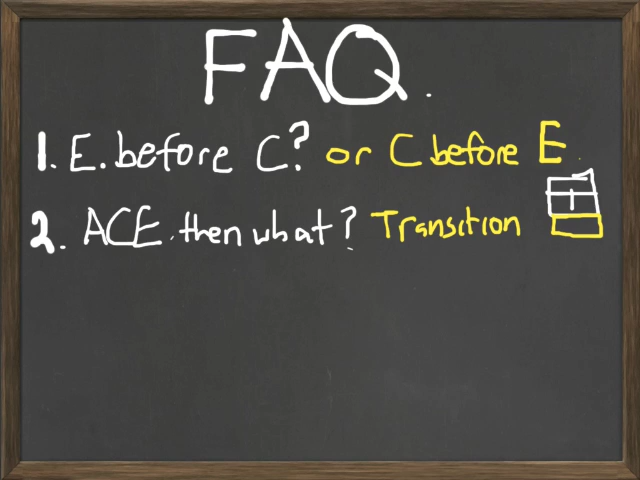 FAQ.
1. E. before C? or C before E.
2. ACE. then what? Transition